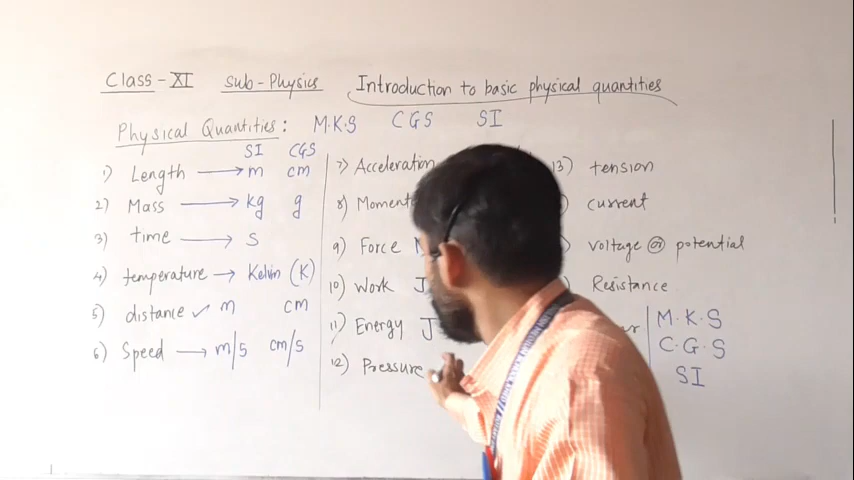 Class-XI Sub-Physics Introduction to basic physical quantities
Physical Quantities: M.K.S CGS SI
SI CGS
1) Length → m cm
2) Mass → kg g
3) time → s
4) temperature → Kelvin (K)
5) distance ✓ m cm
6) Speed → m/s cm/s
7) Acceleration
8) Moment
9) Force
10) Work J
11) Energy J
12) Pressure
13) tension
current
voltage or potential
Resistance
M.K.S
C.G.S
SI